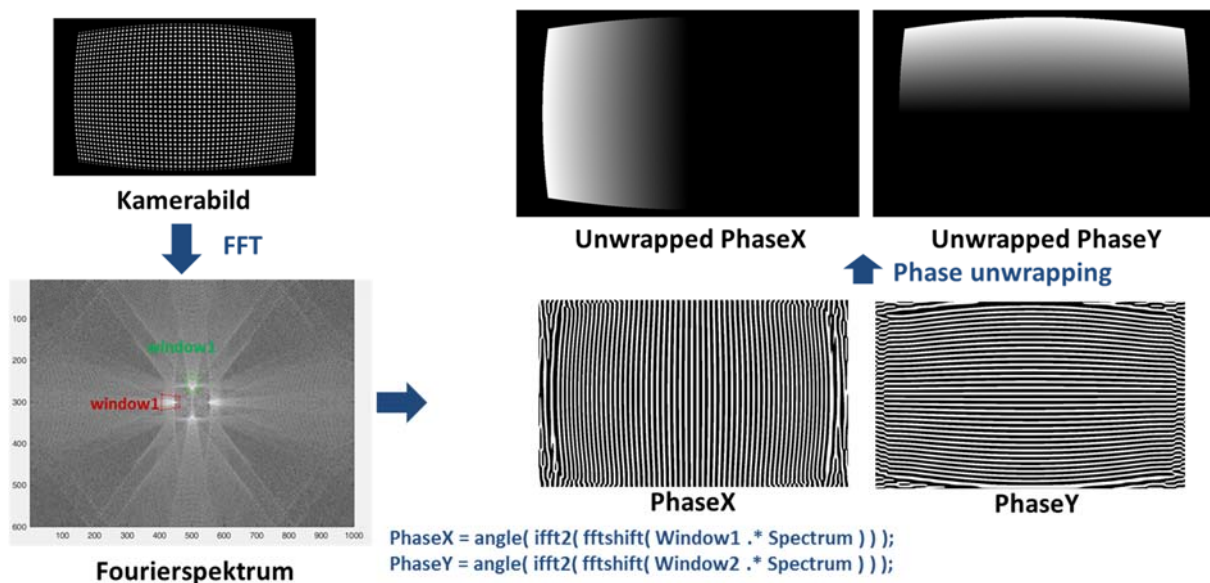 Kamerabild
FFT
window1
window1
100
200
300
400
500
600
100 200 300 400 500 600 700 800 900 1000
Fourierspektrum
Unwrapped PhaseX
Unwrapped PhaseY
Phase unwrapping
PhaseX
PhaseY
PhaseX = angle( ifft2( fftshift( Window1 .* Spectrum ) ) );
PhaseY = angle( ifft2( fftshift( Window2 .* Spectrum ) ) );